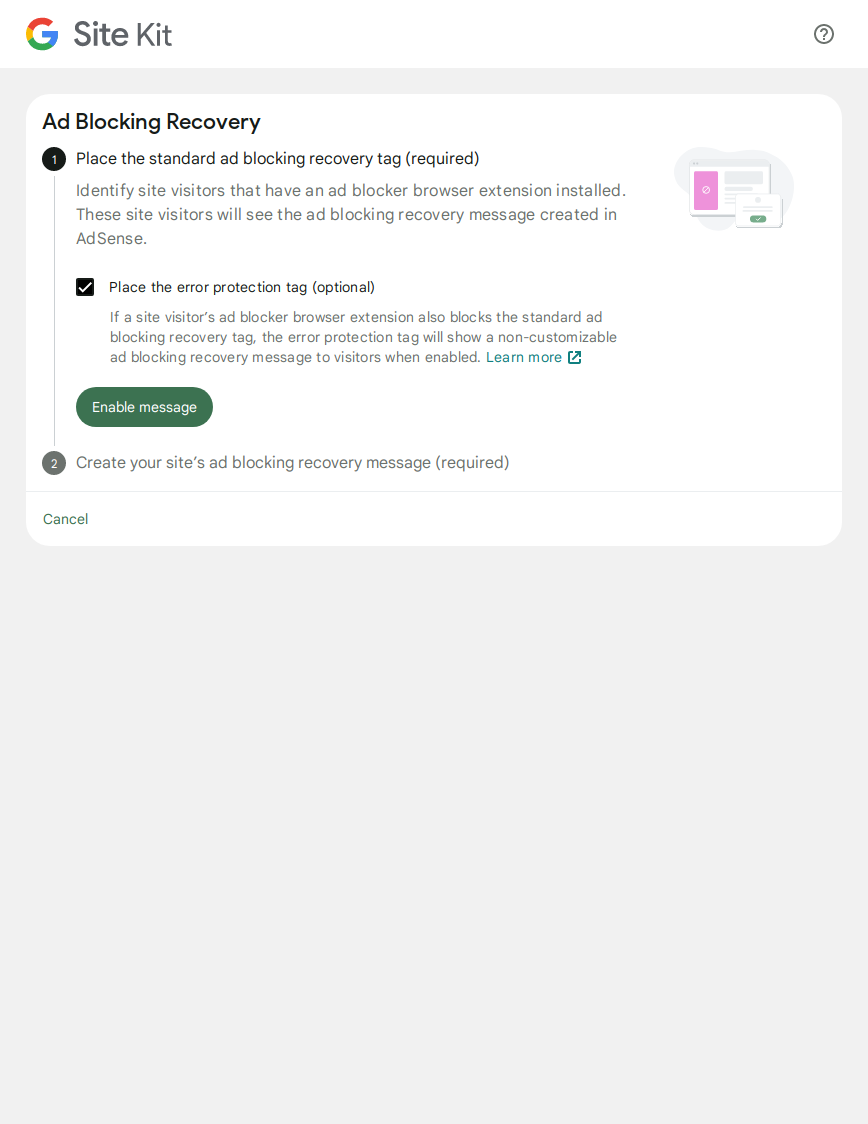 Site Kit
Ad Blocking Recovery
1 Place the standard ad blocking recovery tag (required)
Identify site visitors that have an ad blocker browser extension installed.
These site visitors will see the ad blocking recovery message created in
AdSense.
Place the error protection tag (optional)
If a site visitor’s ad blocker browser extension also blocks the standard ad
blocking recovery tag, the error protection tag will show a non-customizable
ad blocking recovery message to visitors when enabled. Learn more
Enable message
2 Create your site’s ad blocking recovery message (required)
Cancel